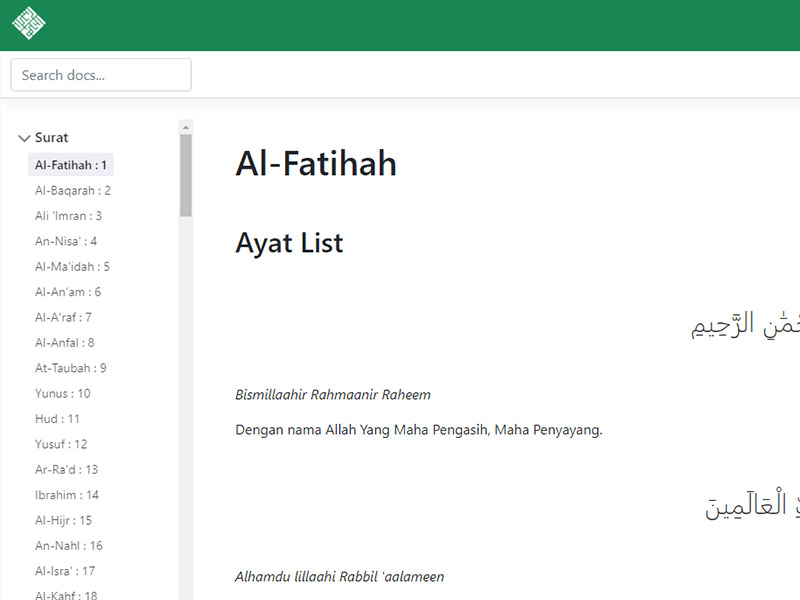 Search docs...
Surat
Al-Fatihah : 1
Al-Baqarah : 2
Ali 'Imran : 3
An-Nisa' : 4
Al-Ma'idah : 5
Al-An'am : 6
Al-A'raf : 7
Al-Anfal : 8
At-Taubah : 9
Yunus : 10
Hud : 11
Yusuf : 12
Ar-Ra'd : 13
Ibrahim : 14
Al-Hijr : 15
An-Nahl : 16
Al-Isra' : 17
Al-Kahf : 18
Al-Fatihah
Ayat List
الرَّحِيمِ
Bismillaahir Rahmaanir Raheem
Dengan nama Allah Yang Maha Pengasih, Maha Penyayang.
الْعَالَمِينَ
Alhamdu lillaahi Rabbil 'aalameen